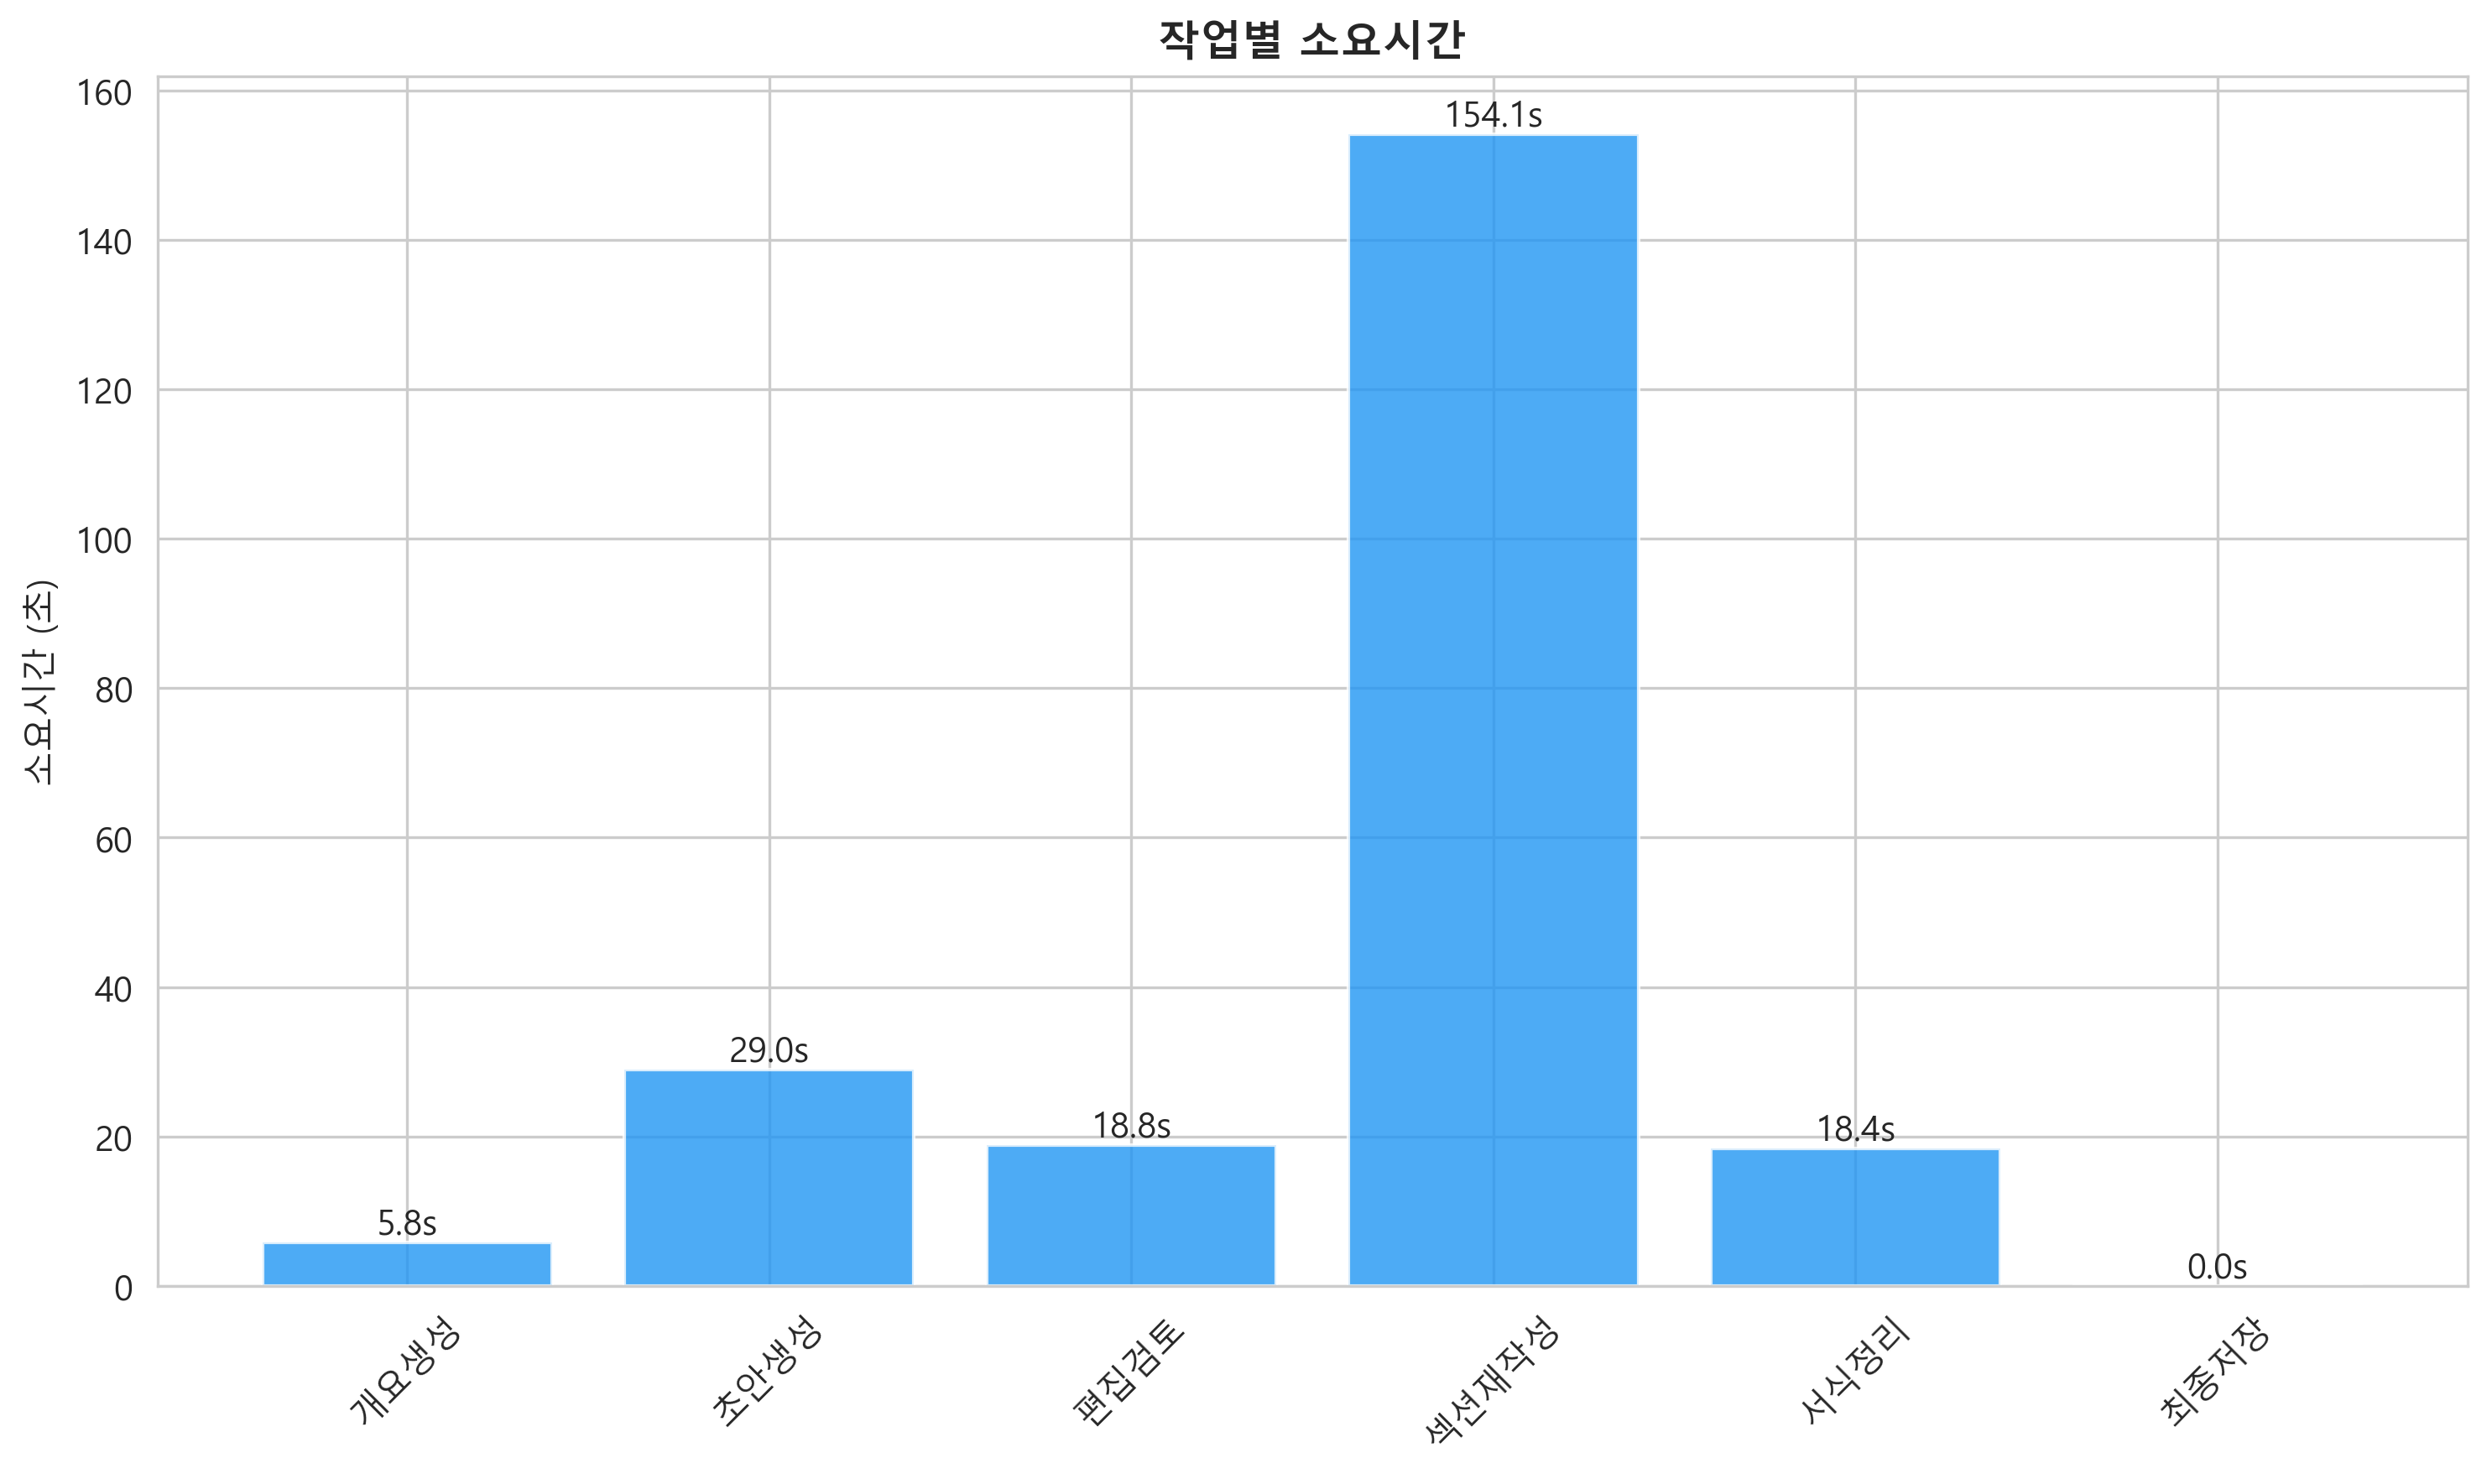 작업별 소요시간
소요시간 (초)
160
140
120
100
80
60
40
20
0
5.8s
29.0s
18.8s
154.1s
18.4s
0.0s
개요생성
초안생성
편집검토
섹션재작성
서식정리
최종저장